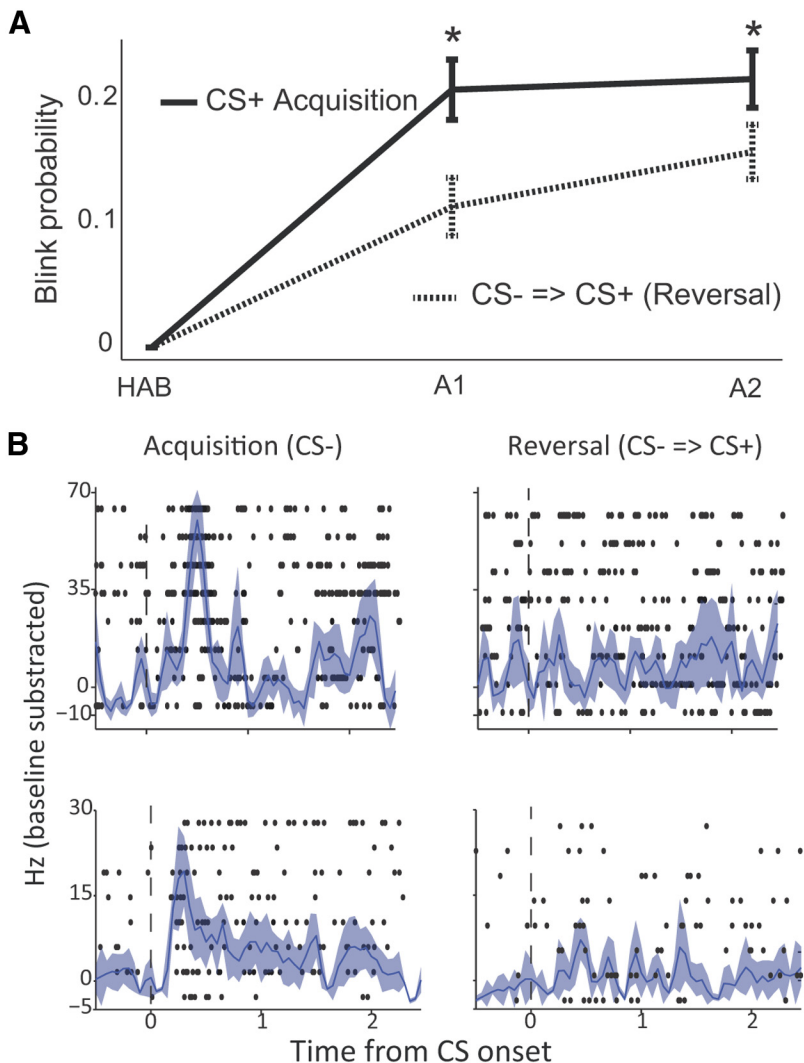 A
*
*
0.2
CS+ Acquisition
Blink probability
0.1
CS- => CS+ (Reversal)
0
HAB
A1
A2
B
Acquisition (CS-)
Reversal (CS- => CS+)
70
35
0
−10
Hz (baseline substracted)
30
15
0
−5
0
1
2
0
1
2
Time from CS onset